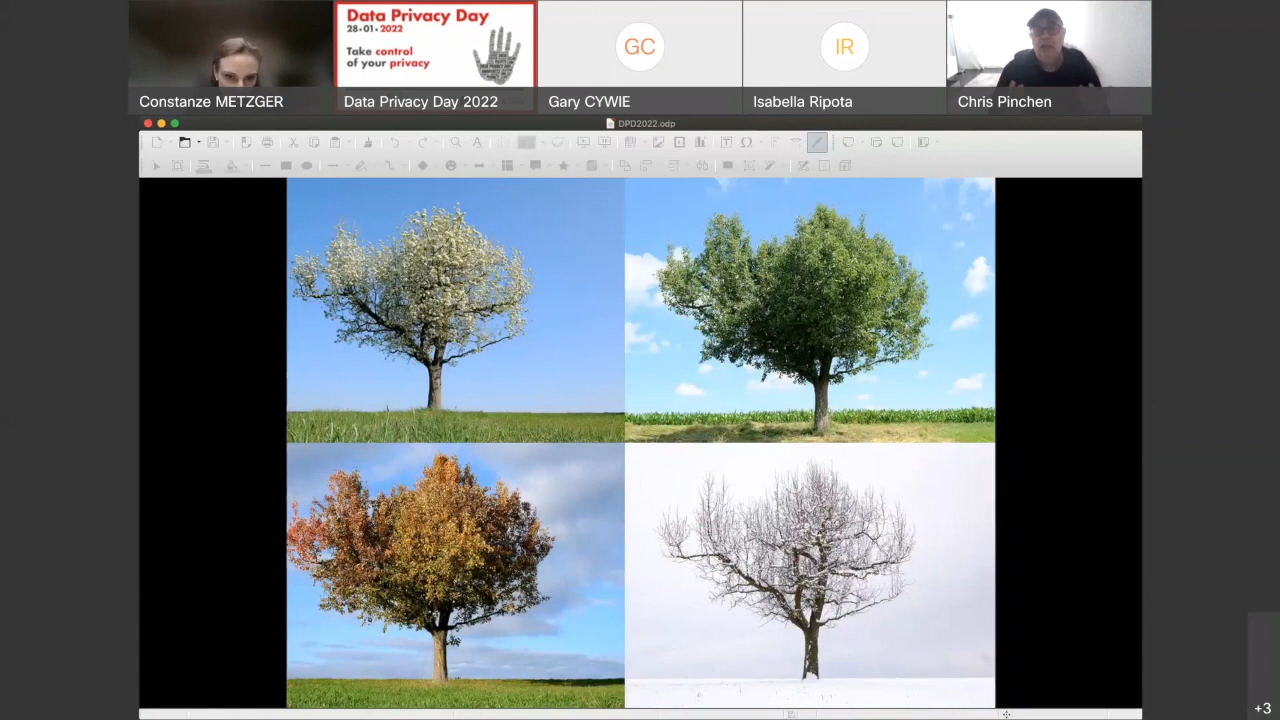 Data Privacy Day
28•01•2022
Take control
of your privacy
GC
IR
Constanze METZGER
Data Privacy Day 2022
Gary CYWIE
Isabella Ripota
Chris Pinchen
DPD2022.odp
+3